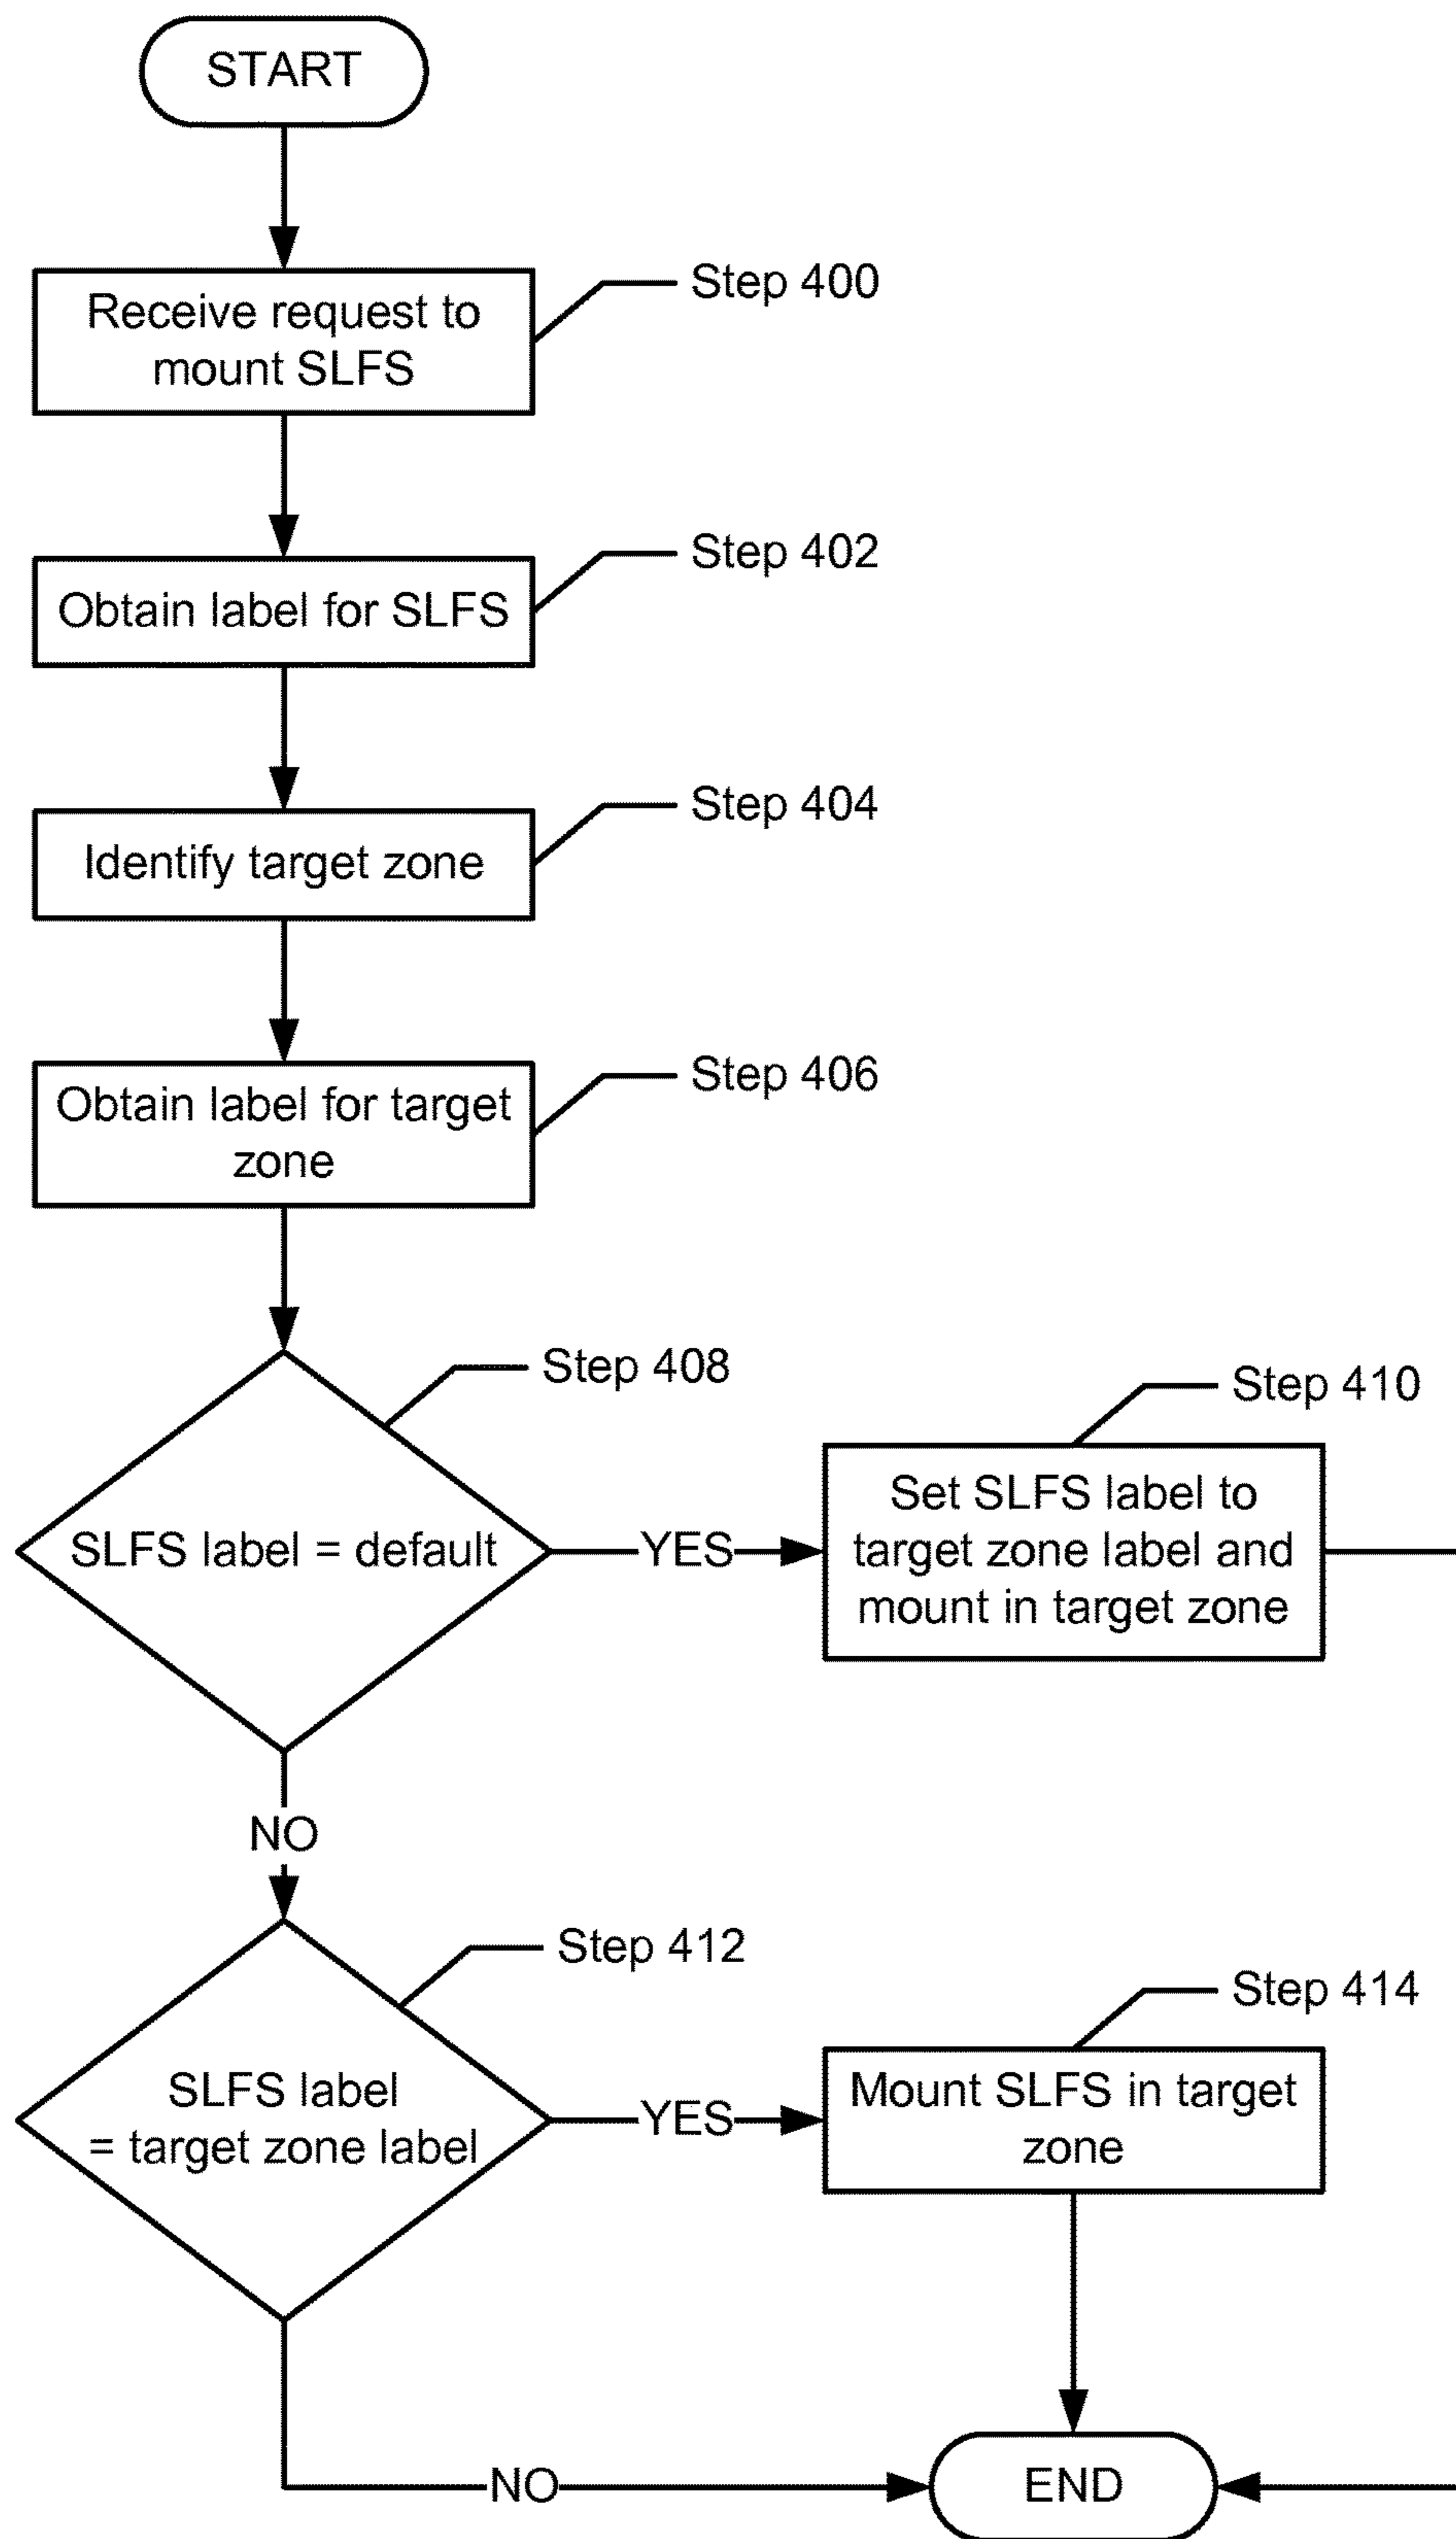 START
Receive request to
mount SLFS
Step 400
Obtain label for SLFS
Step 402
Identify target zone
Step 404
Obtain label for target
zone
Step 406
SLFS label = default
Step 408
YES
Set SLFS label to
target zone label and
mount in target zone
Step 410
NO
SLFS label
= target zone label
Step 412
YES
Mount SLFS in target
zone
Step 414
NO
END